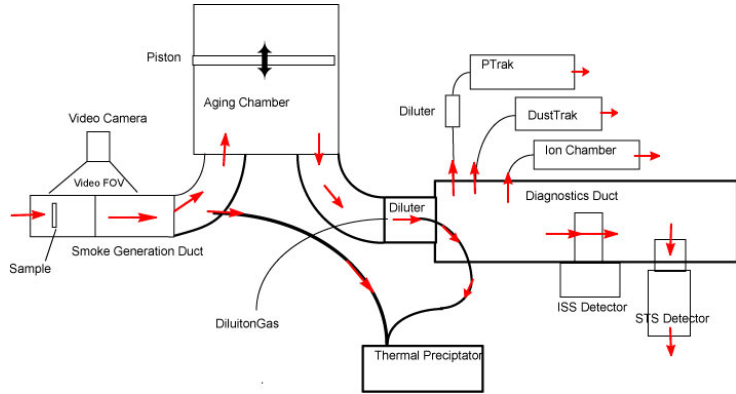 Piston
PTrak
Diluter
Aging Chamber
DustTrak
Video Camera
Ion Chamber
Video FOV
Diluter
Diagnostics Duct
Smoke Generation Duct
Sample
DiluitonGas
ISS Detector
STS Detector
Thermal Preciptator